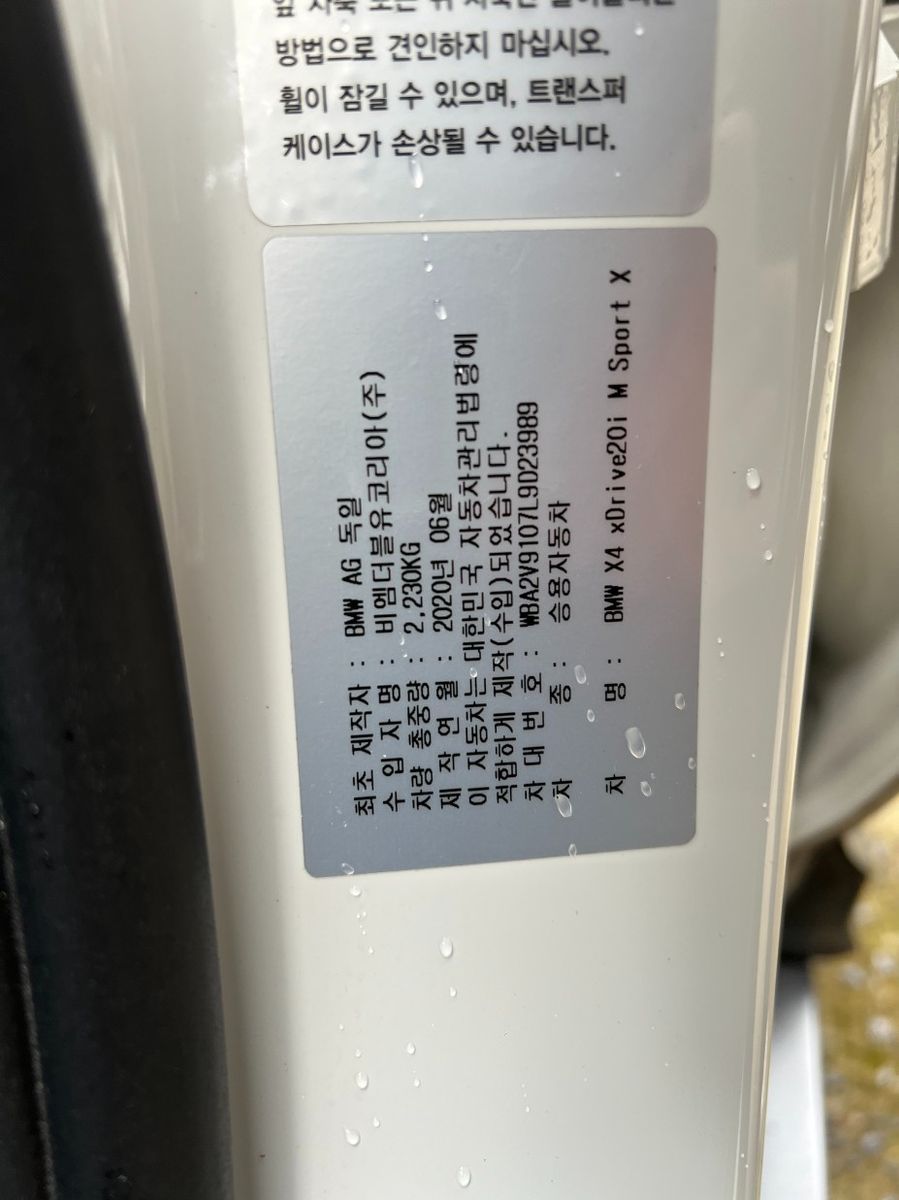 방법으로 견인하지 마십시오.
휠이 잠길 수 있으며, 트랜스퍼
케이스가 손상될 수 있습니다.
최초 제작자 : BMW AG 독일
수 입 자 명 : 비엠더블유코리아(주)
차량 총중량 : 2,230KG
제 작 연 월 : 2020년 06월
이 자동차는 대한민국 자동차관리법령에
적합하게 제작(수입)되었습니다.
차 대 번 호 : WBA2V9107L9D23989
차 종 : 승용자동차
차 명 : BMW X4 xDrive20i M Sport X